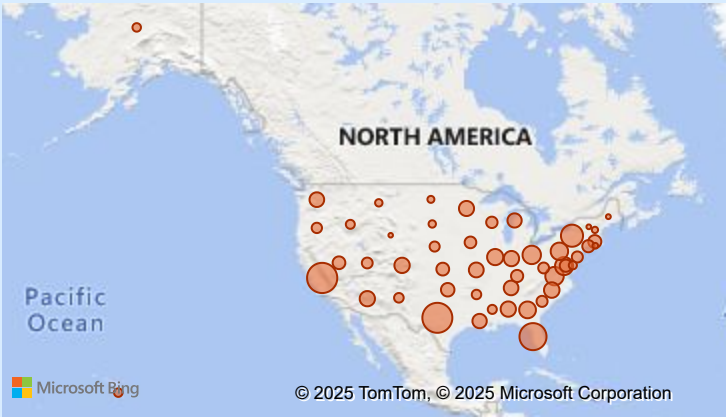 NORTH AMERICA
Pacific
Ocean
Microsoft Bing
© 2025 TomTom, © 2025 Microsoft Corporation